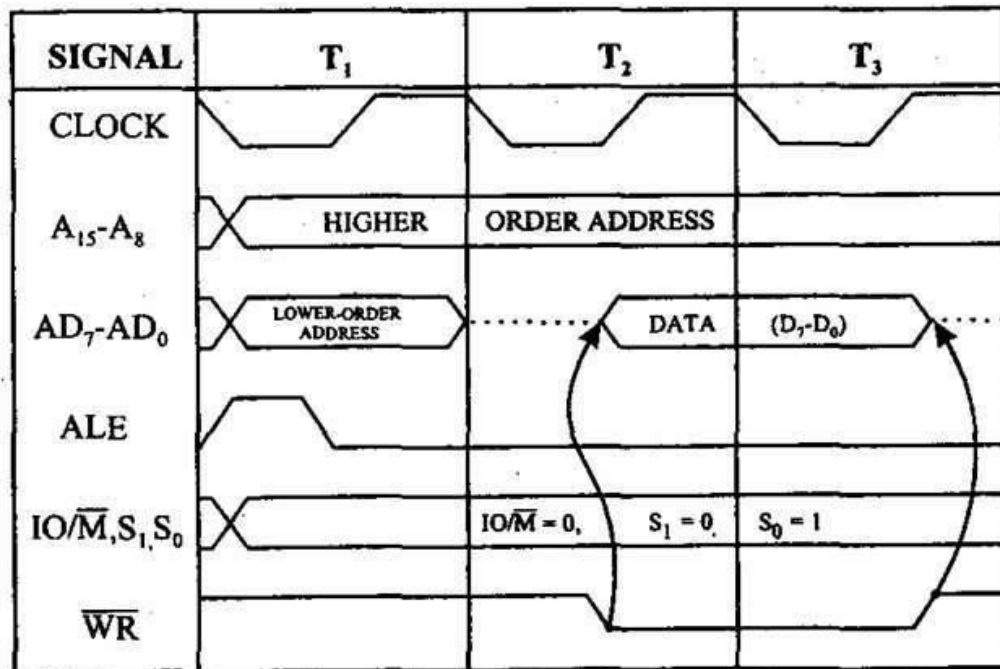 SIGNAL T₁ T₂ T₃
CLOCK
A₁₅-A₈ HIGHER ORDER ADDRESS
AD₇-AD₀ LOWER-ORDER ADDRESS DATA (D₇-D₀)
ALE
IO/M̅,S₁,S₀ IO/M̅ = 0, S₁ = 0, S₀ = 1
W̅R̅